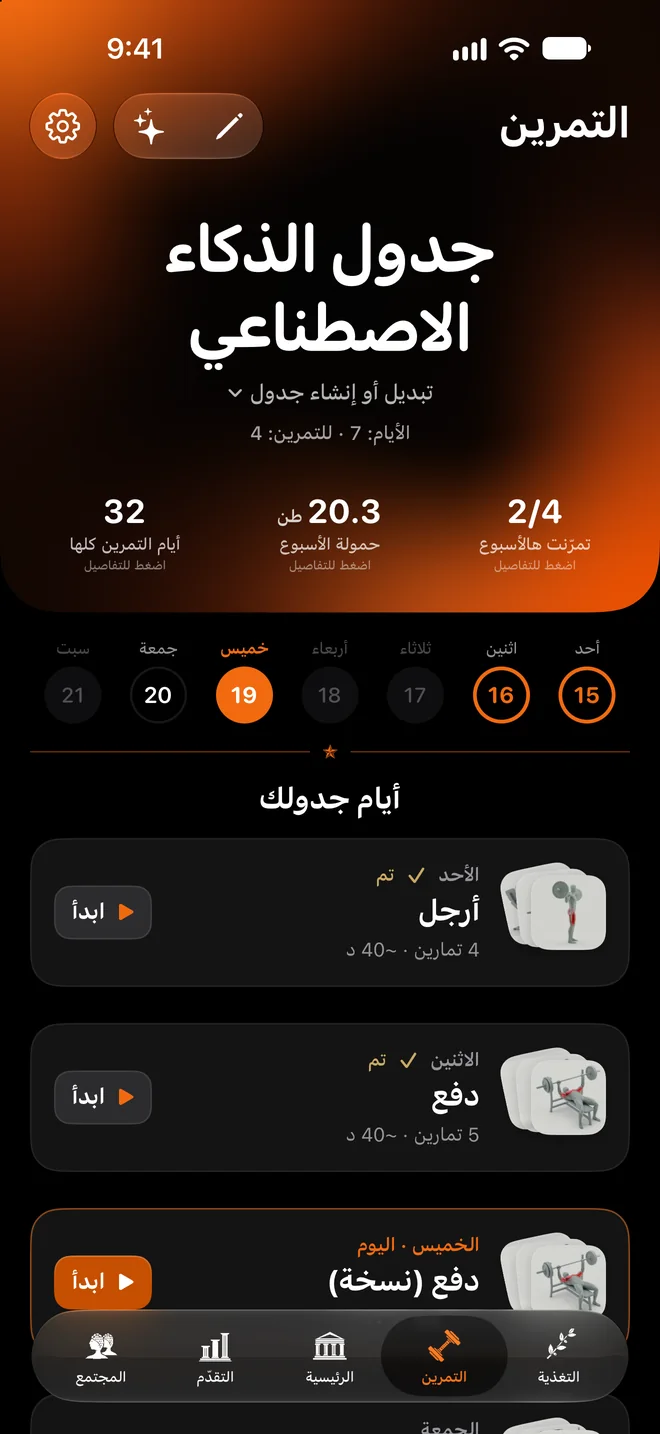 9:41
التمرين
جدول الذكاء
الاصطناعي
تبديل أو إنشاء جدول
الأيام: 7 · للتمرين: 4
2/4
تمرّنت هالأسبوع
اضغط للتفاصيل
20.3 طن
حمولة الأسبوع
اضغط للتفاصيل
32
أيام التمرين كلها
اضغط للتفاصيل
أحد اثنين ثلاثاء أربعاء خميس جمعة سبت
15 16 17 18 19 20 21
أيام جدولك
الأحد ✓ تم
أرجل
4 تمارين · ~40 د
ابدأ
الاثنين ✓ تم
دفع
5 تمارين · ~40 د
ابدأ
الخميس · اليوم
دفع (نسخة)
ابدأ
التغذية
التمرين
الرئيسية
التقدّم
المجتمع
الجمعة